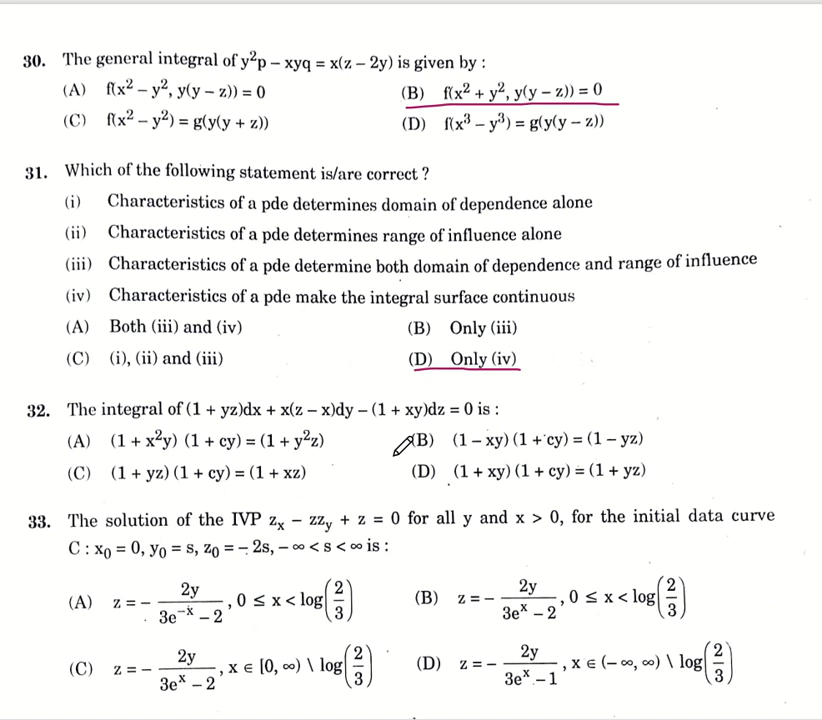 30. The general integral of y²p – xyq = x(z – 2y) is given by :
(A) f(x² – y², y(y – z)) = 0 (B) f(x² + y², y(y – z)) = 0
(C) f(x² – y²) = g(y(y + z)) (D) f(x³ – y³) = g(y(y – z))
31. Which of the following statement is/are correct ?
(i) Characteristics of a pde determines domain of dependence alone
(ii) Characteristics of a pde determines range of influence alone
(iii) Characteristics of a pde determine both domain of dependence and range of influence
(iv) Characteristics of a pde make the integral surface continuous
(A) Both (iii) and (iv) (B) Only (iii)
(C) (i), (ii) and (iii) (D) Only (iv)
32. The integral of (1 + yz)dx + x(z – x)dy – (1 + xy)dz = 0 is :
(A) (1 + x²y) (1 + cy) = (1 + y²z) (B) (1 – xy) (1 + cy) = (1 – yz)
(C) (1 + yz) (1 + cy) = (1 + xz) (D) (1 + xy) (1 + cy) = (1 + yz)
33. The solution of the IVP zₓ – zz_y + z = 0 for all y and x > 0, for the initial data curve
C : x₀ = 0, y₀ = s, z₀ = – 2s, – ∞ < s < ∞ is :
(A) z = – 2y/(3e⁻ˣ – 2), 0 ≤ x < log(2/3) (B) z = – 2y/(3eˣ – 2), 0 ≤ x < log(2/3)
(C) z = – 2y/(3eˣ – 2), x ∈ [0, ∞) \ log(2/3) (D) z = – 2y/(3eˣ – 1), x ∈ (– ∞, ∞) \ log(2/3)